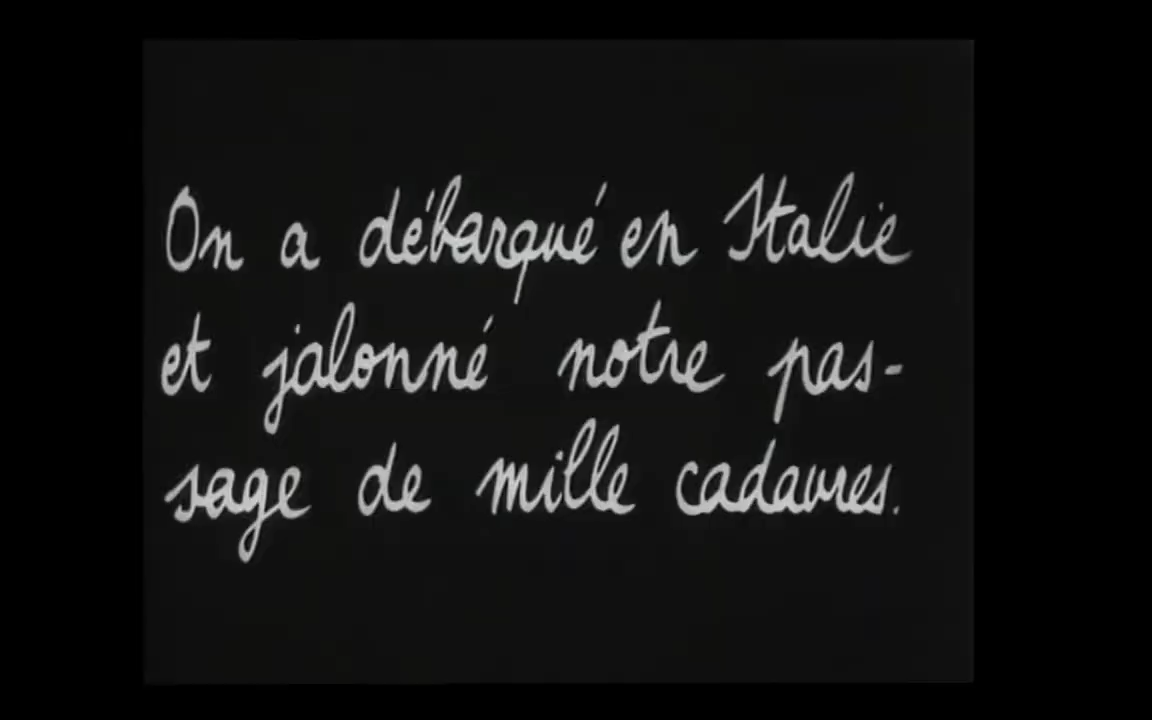 On a débarqué en Italie
et jalonné notre pas-
sage de mille cadavres.